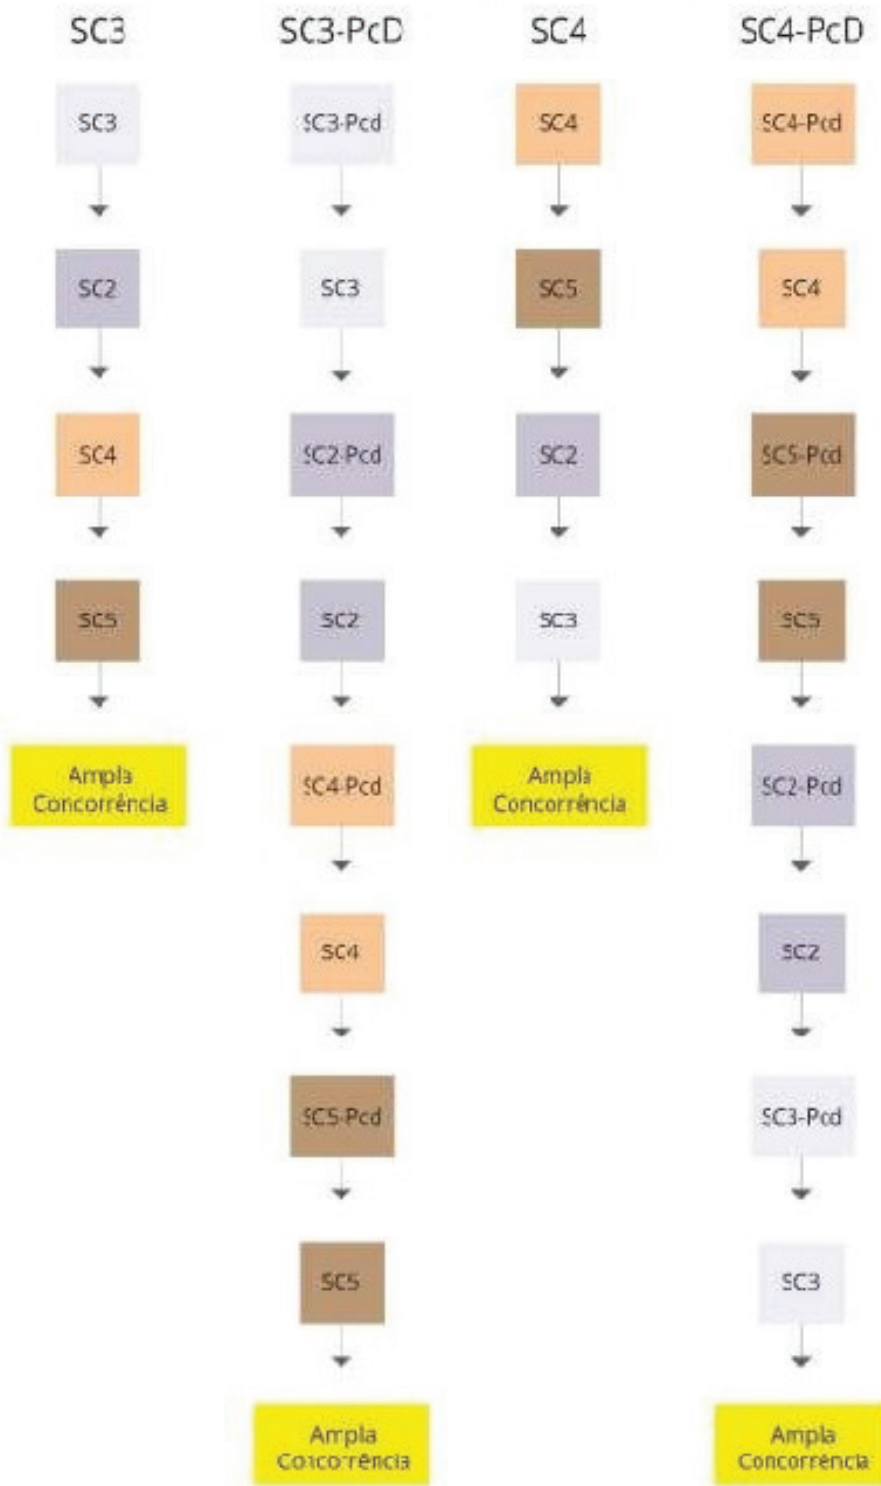 SC3
SC3
SC2
SC4
SC5
Ampla
Concorrência
SC3-PcD
SC3-Pcd
SC3
SC2-Pcd
SC2
SC4-Pcd
SC4
SC5-Pcd
SC5
Ampla
Concorrência
SC4
SC4
SC5
SC2
SC3
Ampla
Concorrência
SC4-PcD
SC4-Pcd
SC4
SC5-Pcd
SC5
SC2-Pcd
SC2
SC3-Pcd
SC3
Ampla
Concorrência